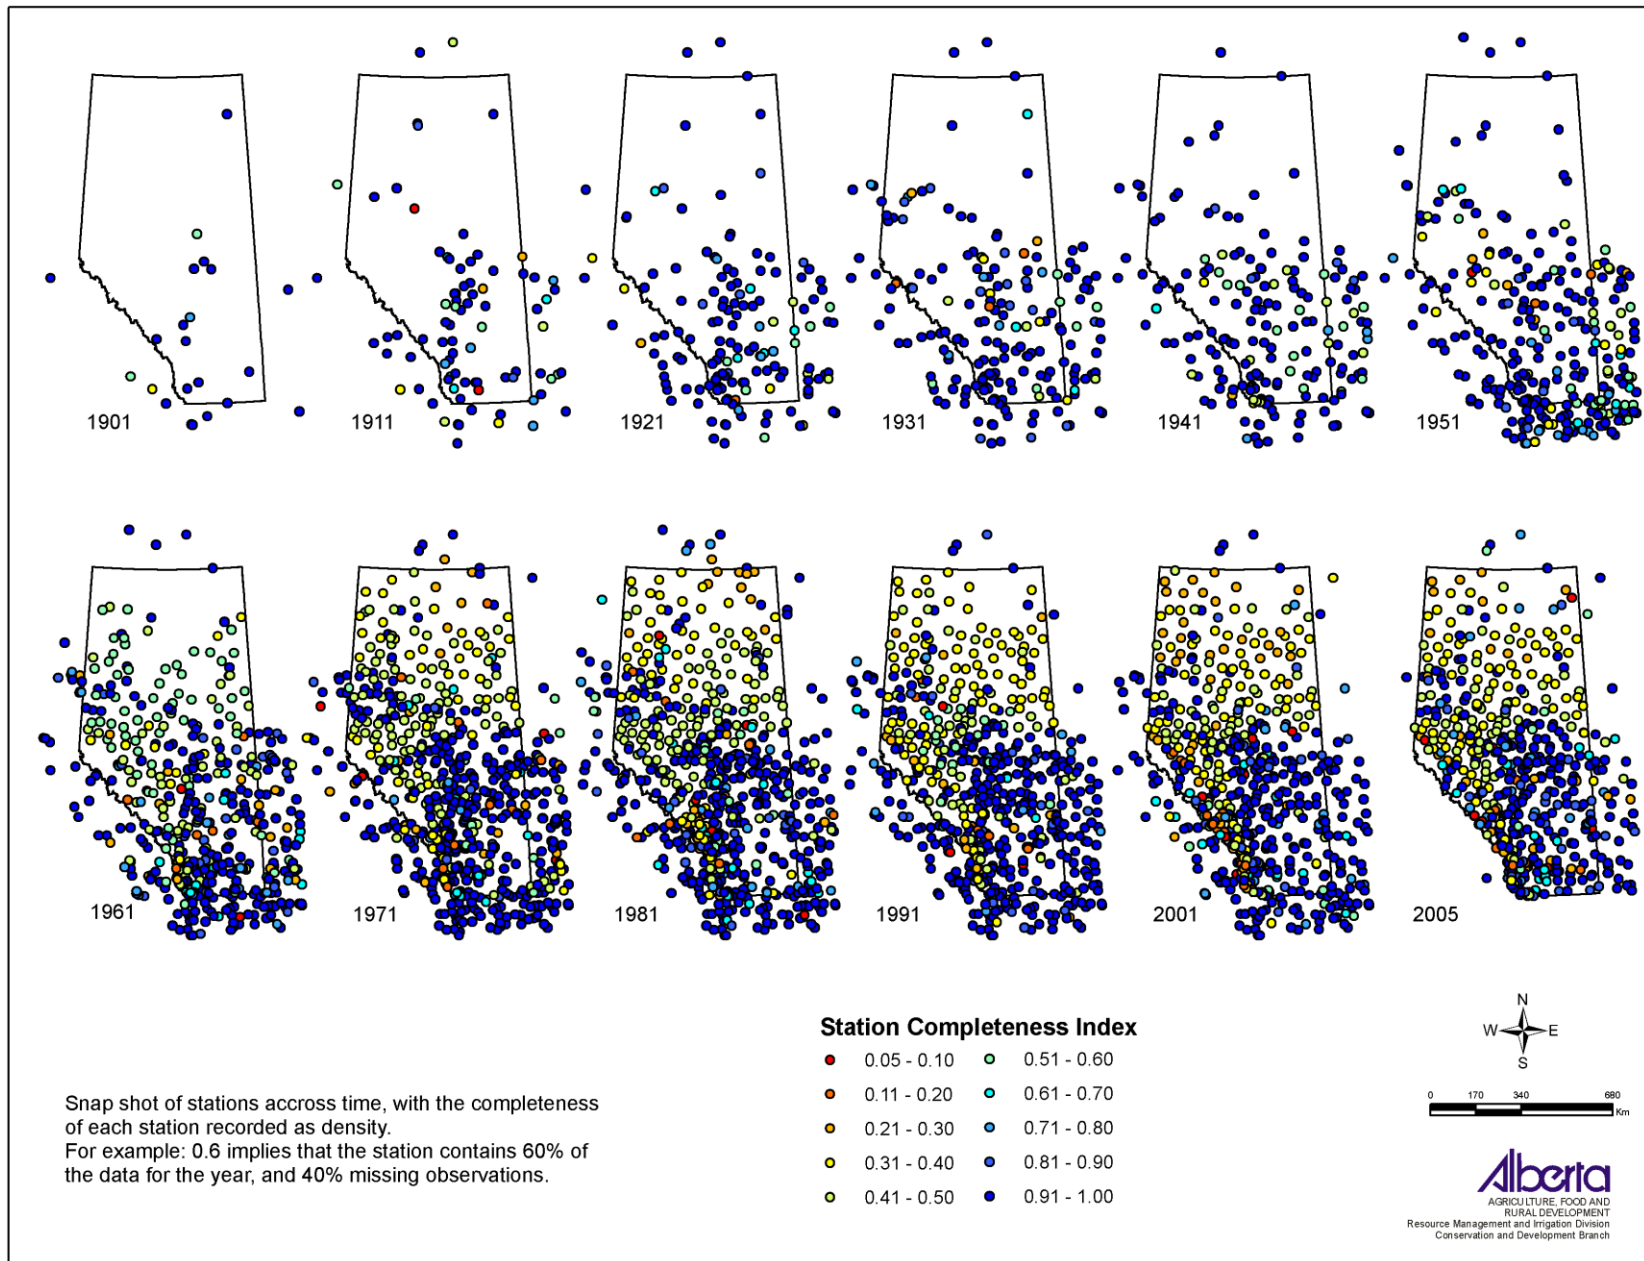 1901
1911
1921
1931
1941
1951
1961
1971
1981
1991
2001
2005
Station Completeness Index
0.05 - 0.10
0.51 - 0.60
0.11 - 0.20
0.61 - 0.70
0.21 - 0.30
0.71 - 0.80
0.31 - 0.40
0.81 - 0.90
0.41 - 0.50
0.91 - 1.00
Snap shot of stations accross time, with the completeness
of each station recorded as density.
For example: 0.6 implies that the station contains 60% of
the data for the year, and 40% missing observations.
N
W E
S
0 170 340 680
Km
Alberta
AGRICULTURE, FOOD AND
RURAL DEVELOPMENT
Resource Management and Irrigation Division
Conservation and Development Branch